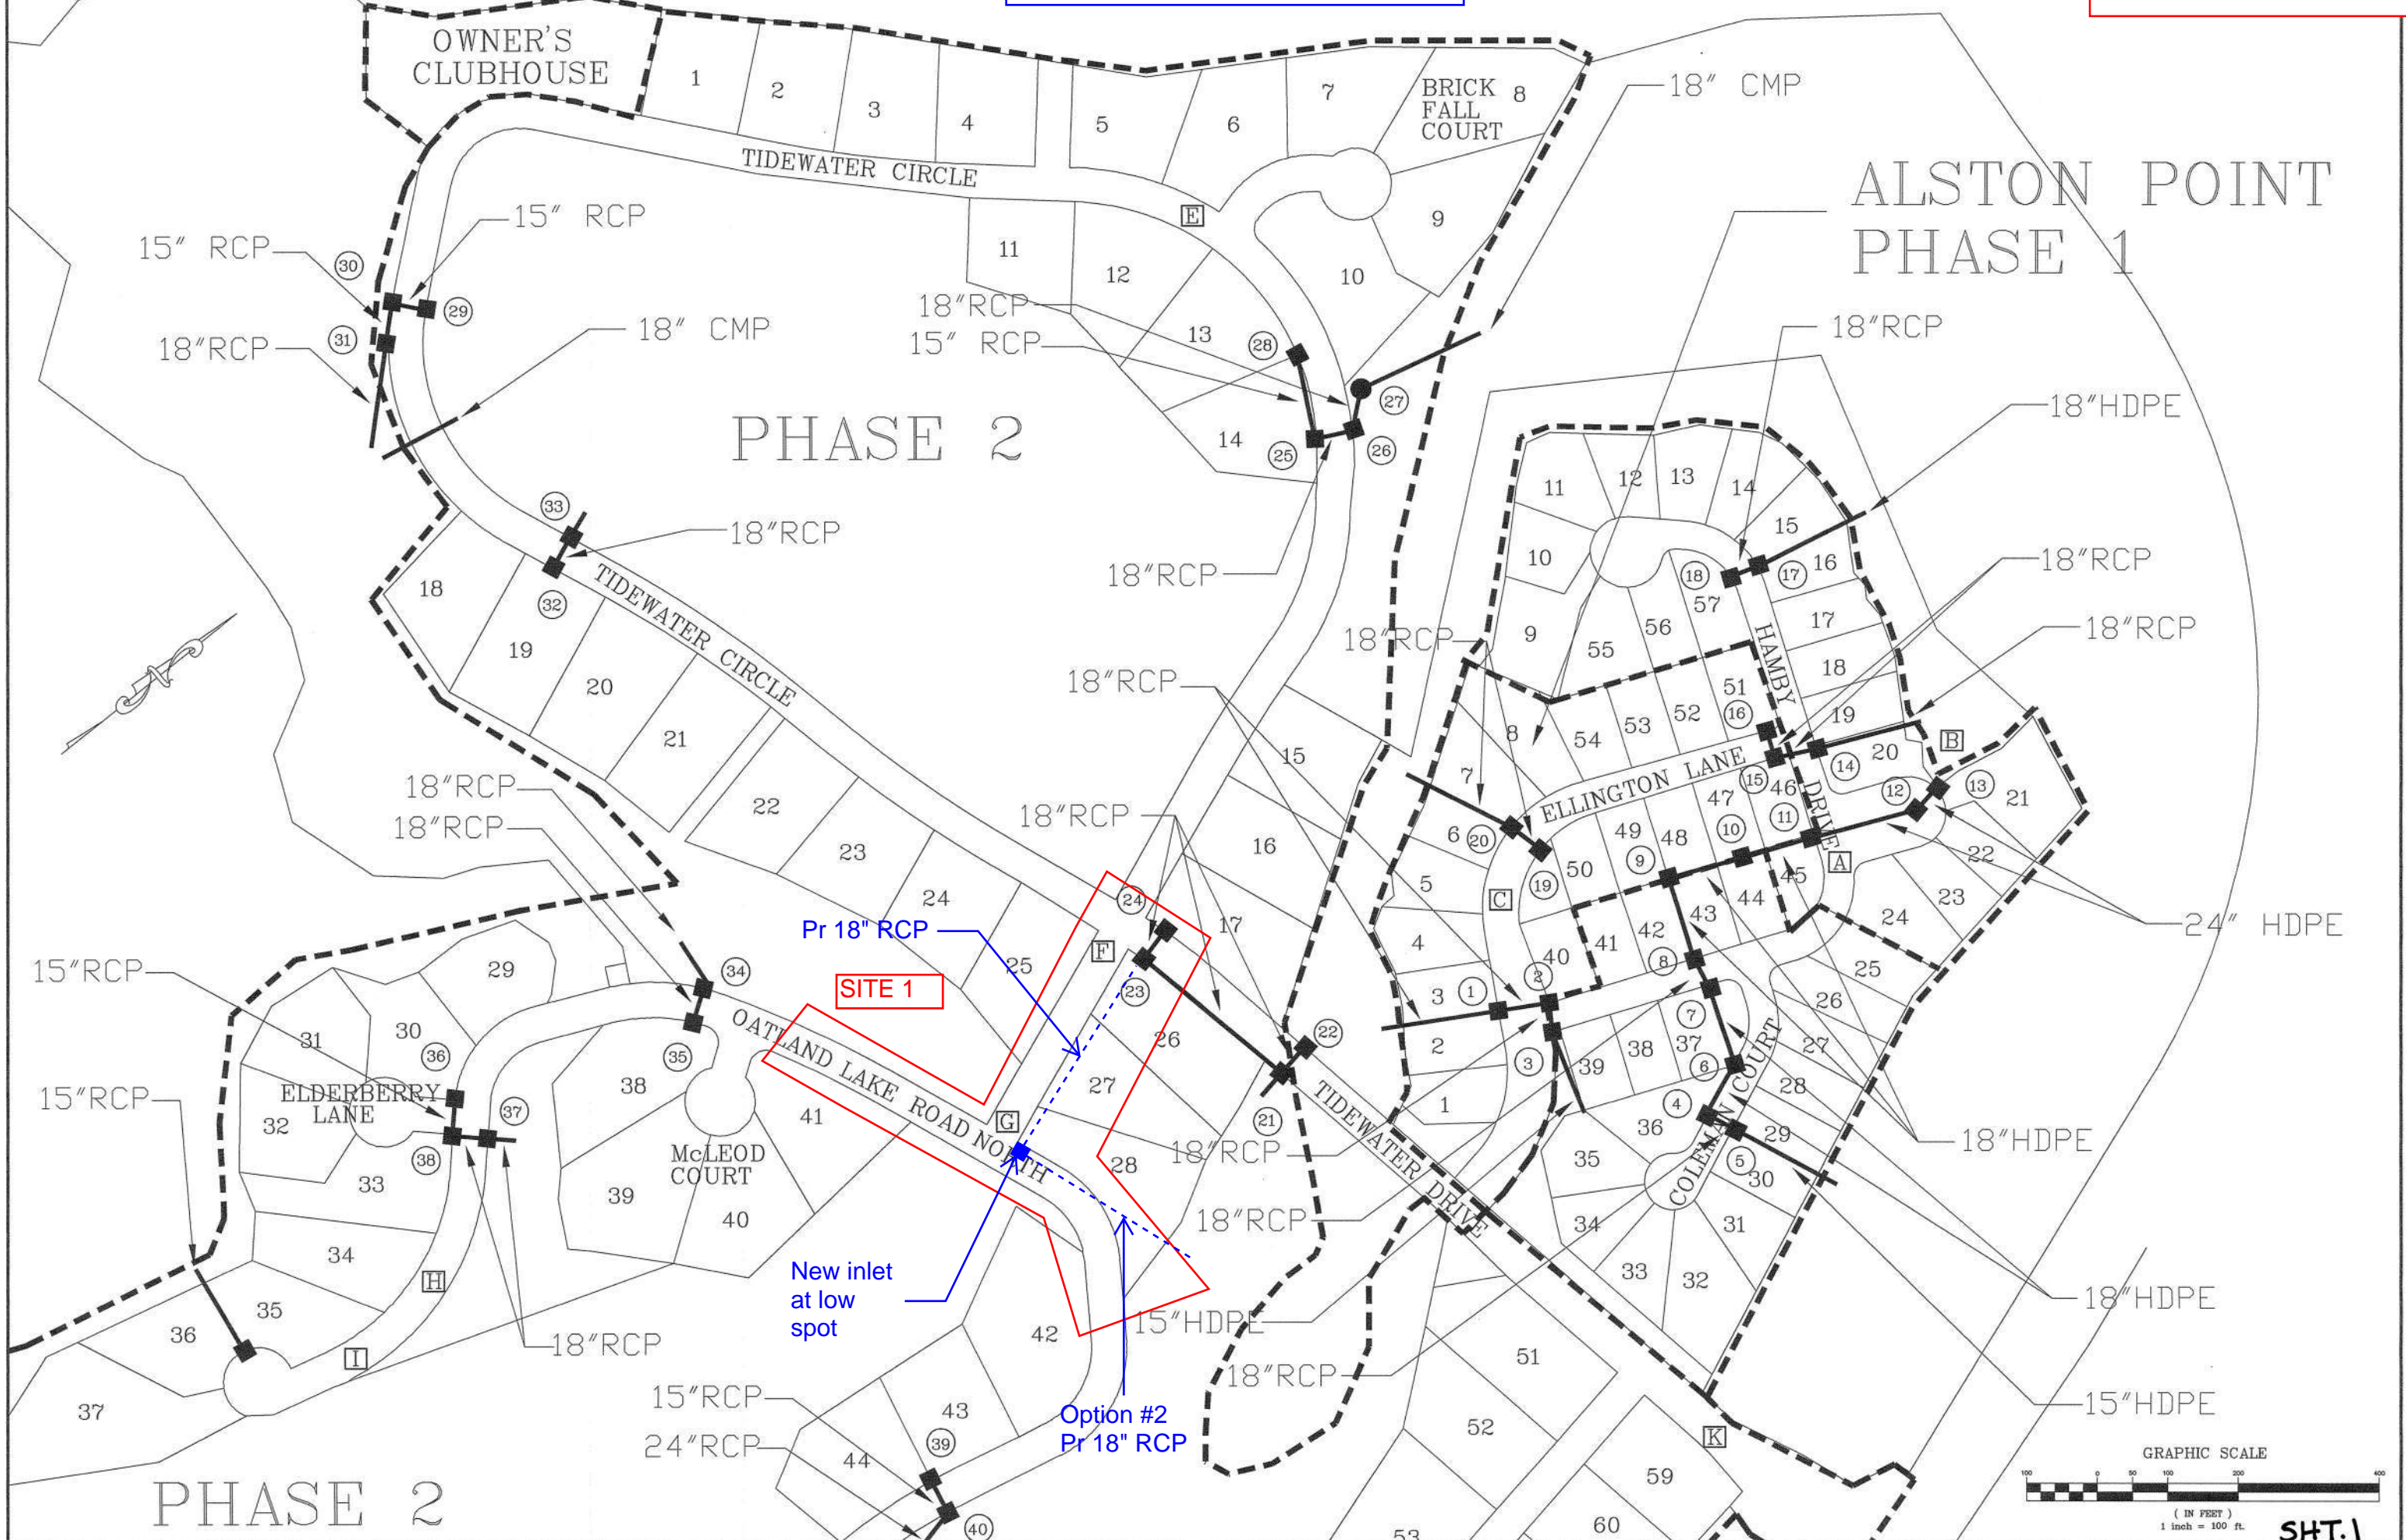 OWNER'S
CLUBHOUSE
1
2
3
4
5
6
7
BRICK
FALL
COURT
8
18" CMP
TIDEWATER CIRCLE
ALSTON POINT
PHASE 1
E
9
10
11
12
13
14
15" RCP
15" RCP
30
29
31
18"RCP
18" CMP
18"RCP
15" RCP
28
27
26
25
18"RCP
18"HDPE
PHASE 2
33
18"RCP
32
18
19
20
21
TIDEWATER CIRCLE
18"RCP
18"RCP
11
12
13
14
15
10
16
9
57
56
55
18
17
17
18
HAMBY
DRIVE
18"RCP
18"RCP
18"RCP
51
52
53
54
16
19
20
B
8
7
ELLINGTON LANE
15
14
12
13
21
46
47
11
10
48
49
9
50
6
20
19
5
C
A
22
23
24
45
44
43
42
41
40
4
3
1
2
8
7
25
26
27
28
24" HDPE
15
16
17
18"RCP
18"RCP
18"RCP
22
23
24
25
24
F
23
Pr 18" RCP
SITE 1
26
27
28
22
21
TIDEWATER DRIVE
2
1
3
39
38
37
6
4
5
36
35
34
33
32
31
30
29
COLEMAN COURT
18"HDPE
18"HDPE
15"HDPE
18"RCP
18"RCP
15"HDPE
18"RCP
15"RCP
29
34
35
OATLAND LAKE ROAD NORTH
G
30
31
36
ELDERBERRY
LANE
15"RCP
32
37
38
33
38
39
40
41
McLEOD
COURT
34
35
36
37
H
I
18"RCP
New inlet
at low
spot
42
43
44
39
40
15"RCP
24"RCP
Option #2
Pr 18" RCP
51
52
53
59
60
K
PHASE 2
GRAPHIC SCALE
100
0
50
100
200
400
( IN FEET )
1 inch = 100 ft.
SHT.1